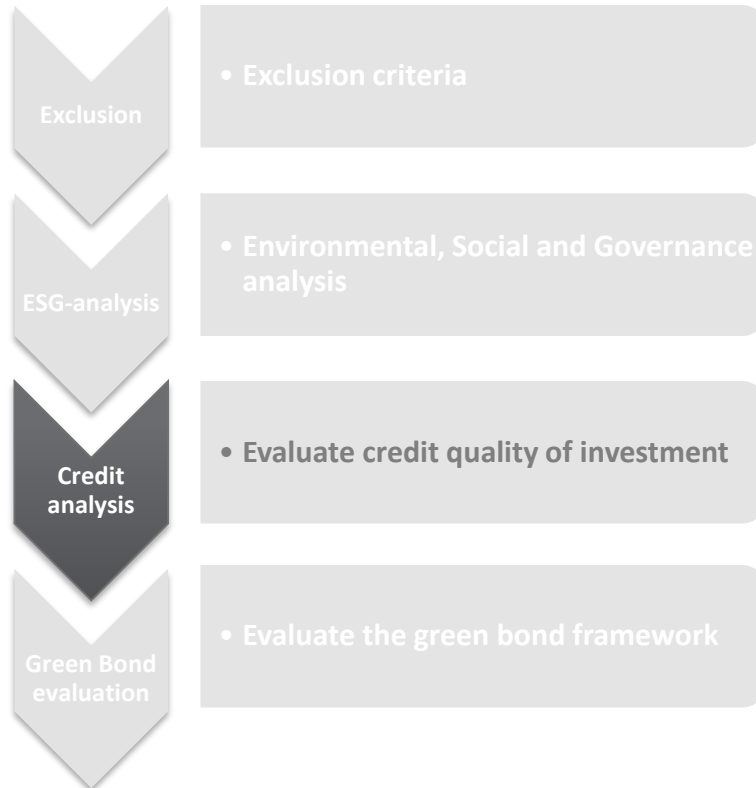 Exclusion
• Exclusion criteria
ESG-analysis
• Environmental, Social and Governance
analysis
Credit
analysis
• Evaluate credit quality of investment
Green Bond
evaluation
• Evaluate the green bond framework